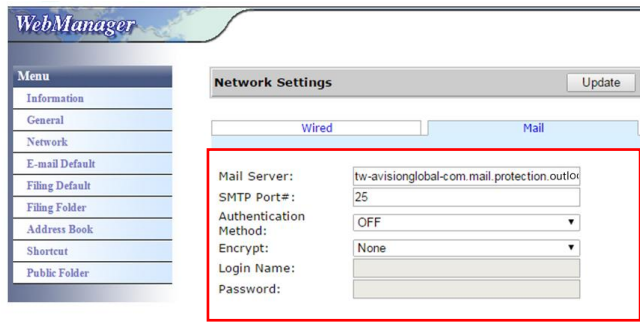 WebManager
Menu
Information
General
Network
E-mail Default
Filing Default
Filing Folder
Address Book
Shortcut
Public Folder
Network Settings
Update
Wired
Mail
Mail Server: tw-avisionglobal-com.mail.protection.outlo
SMTP Port#: 25
Authentication
Method: OFF
Encrypt: None
Login Name:
Password: